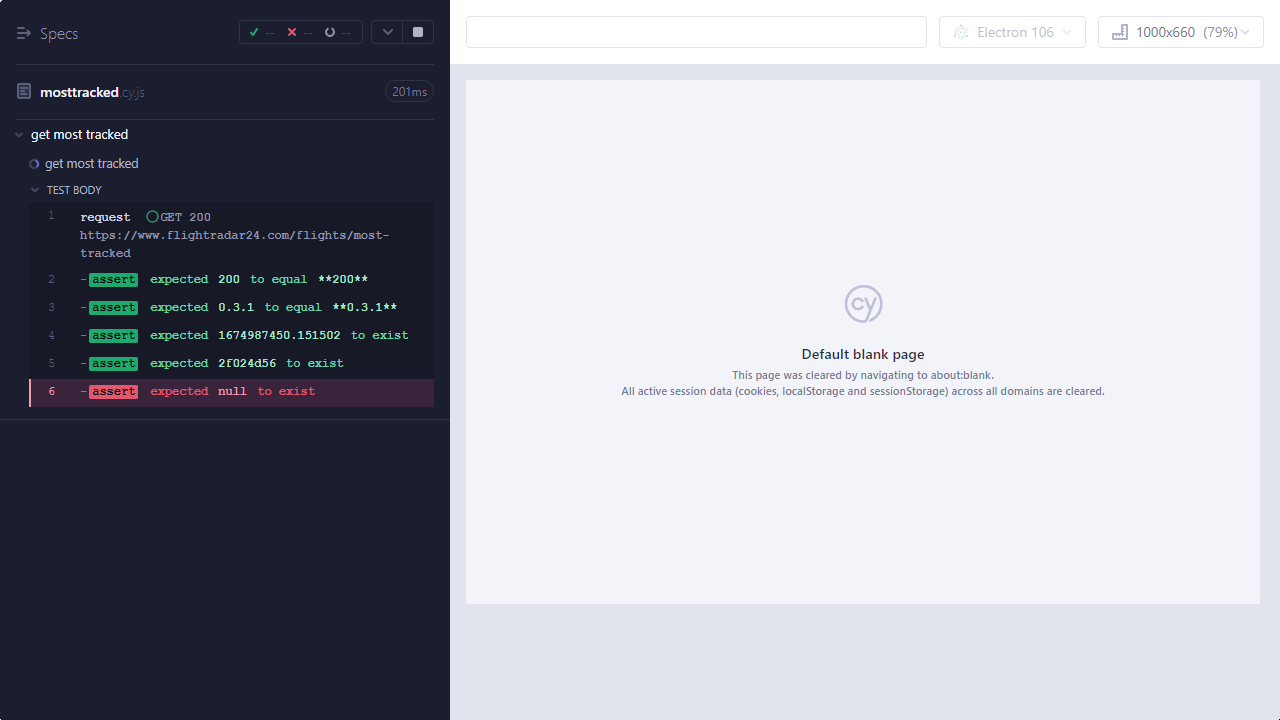 Specs
-- -- --
mosttracked.cy.js 201ms
get most tracked
get most tracked
TEST BODY
1 request GET 200
https://www.flightradar24.com/flights/most-
tracked
2 -assert expected 200 to equal **200**
3 -assert expected 0.3.1 to equal **0.3.1**
4 -assert expected 1674987450.151502 to exist
5 -assert expected 2f024d56 to exist
6 -assert expected null to exist
Electron 106
1000x660 (79%)
cy
Default blank page
This page was cleared by navigating to about:blank.
All active session data (cookies, localStorage and sessionStorage) across all domains are cleared.